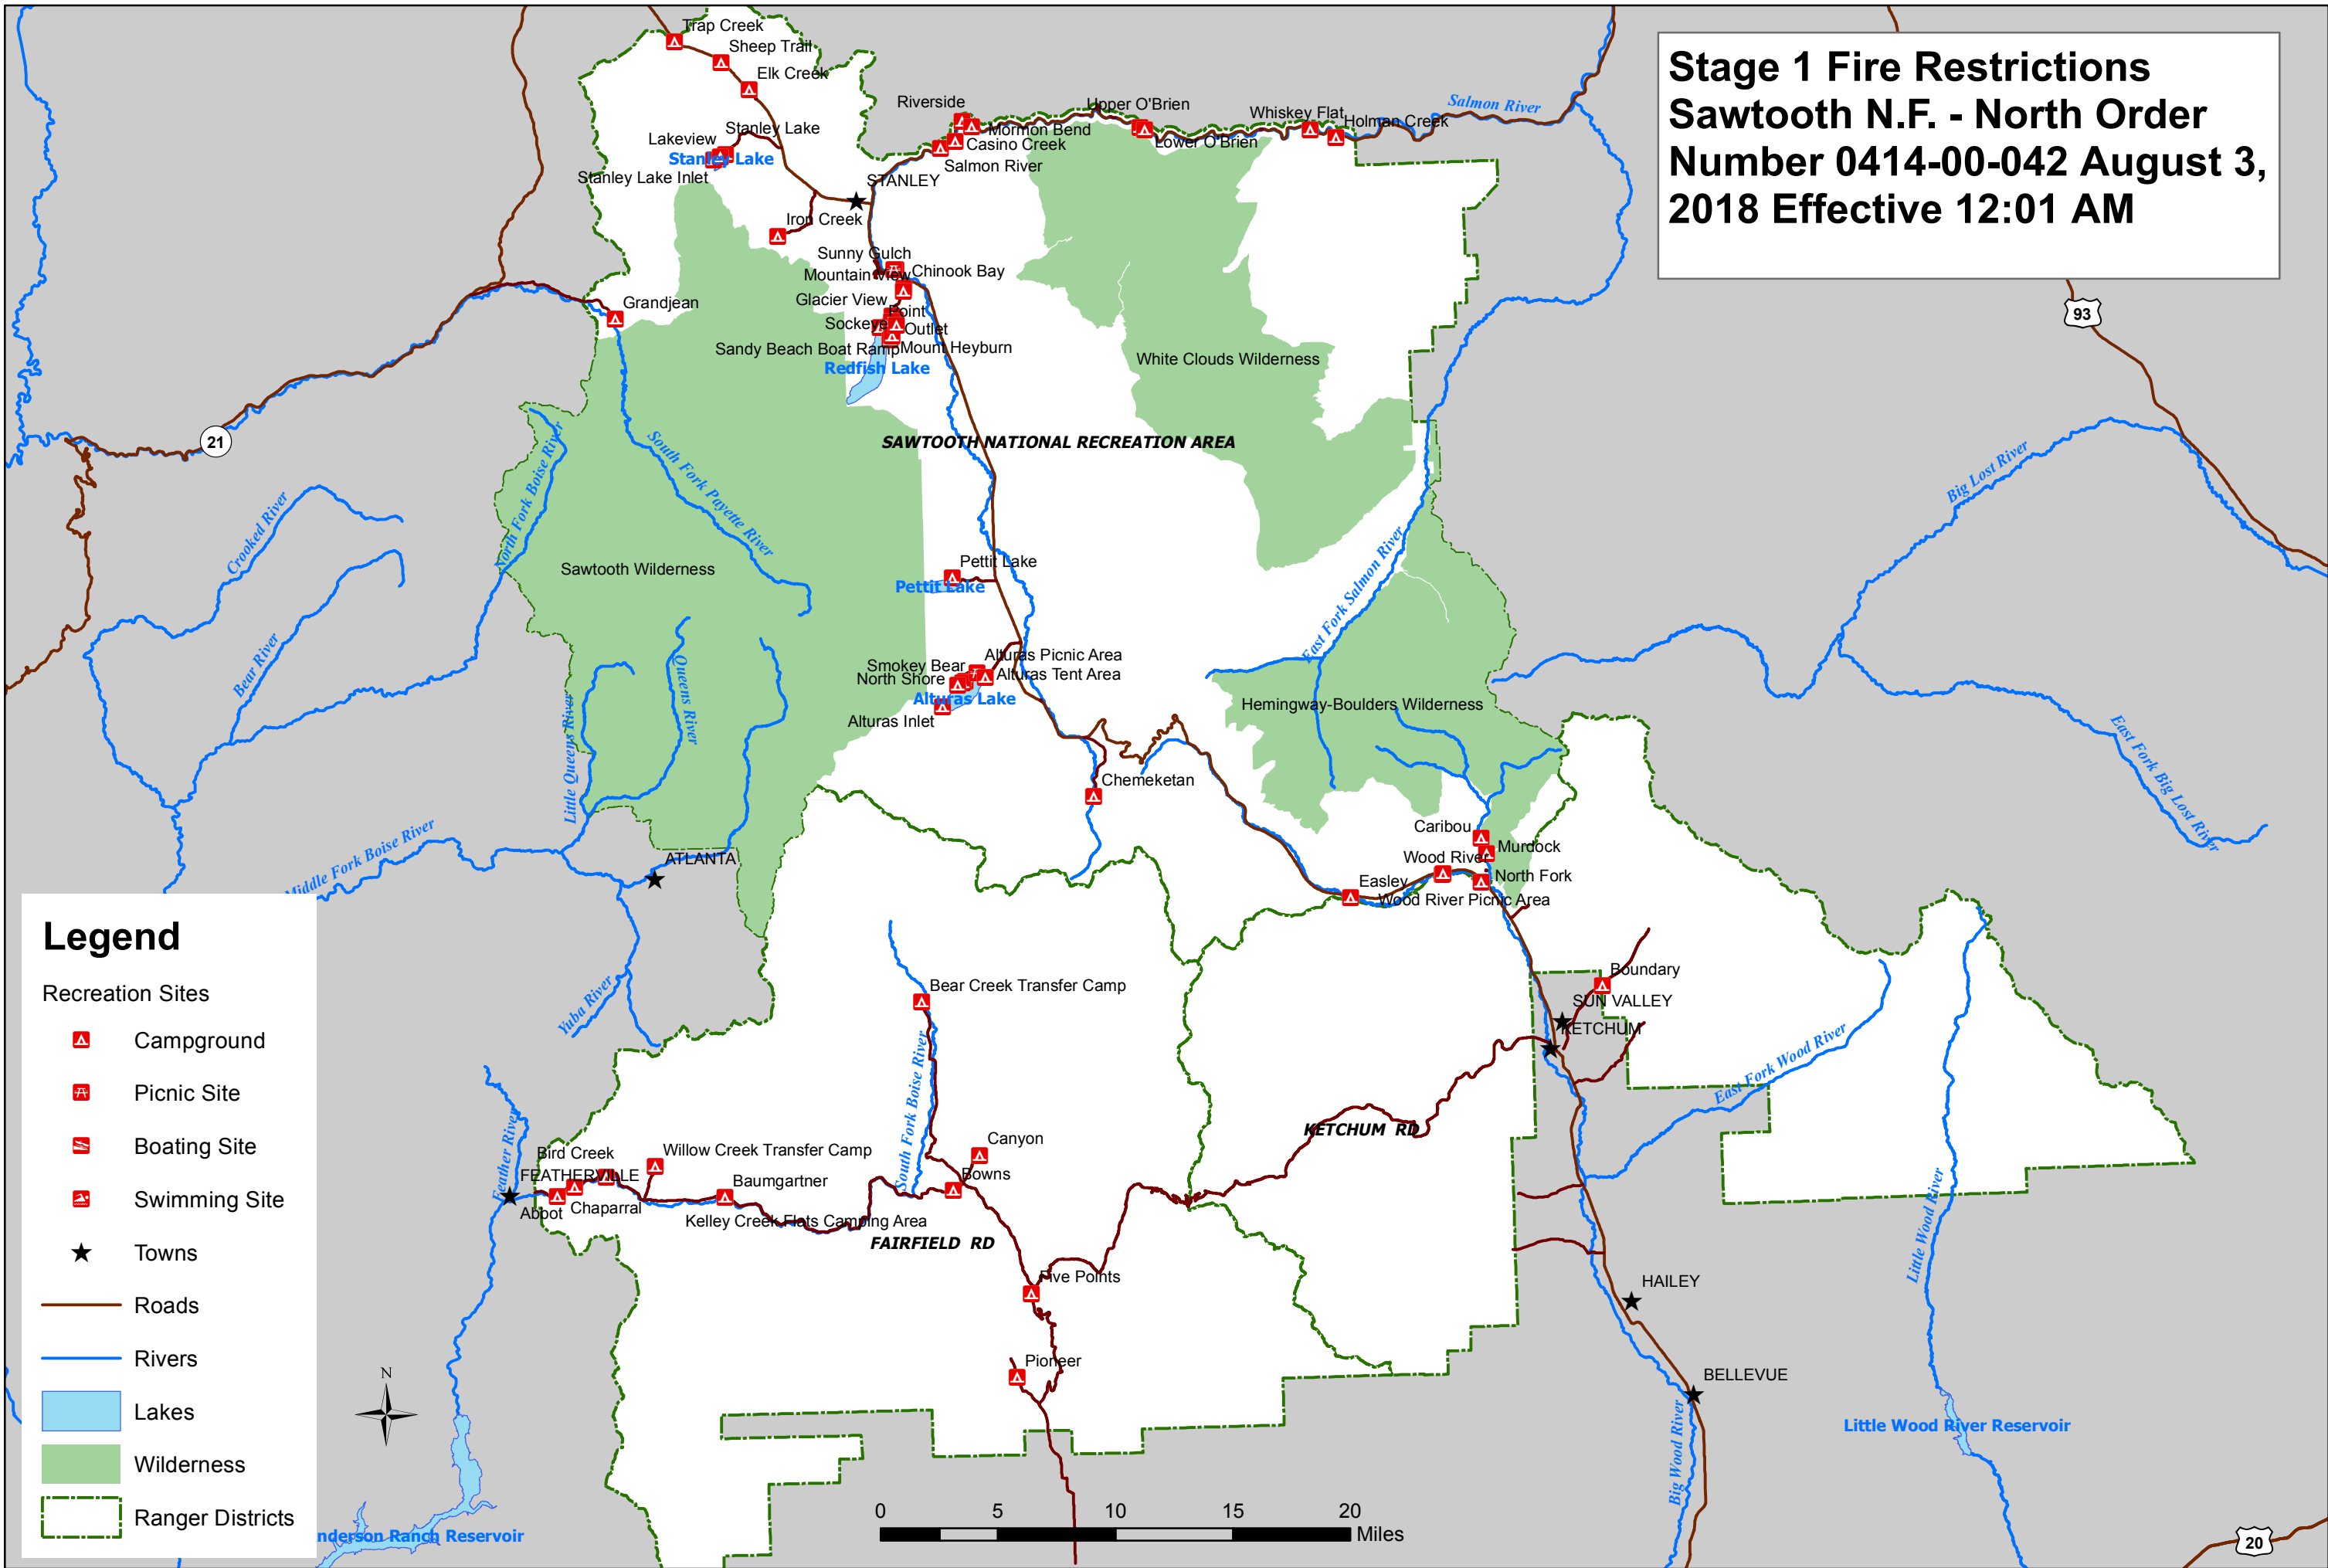 Stage 1 Fire Restrictions
Sawtooth N.F. - North Order
Number 0414-00-042 August 3,
2018 Effective 12:01 AM
Trap Creek
Sheep Trail
Elk Creek
Riverside
Upper O'Brien
Whiskey Flat
Salmon River
Holman Creek
Stanley Lake
Lakeview
Mormon Bend
Casino Creek
Lower O'Brien
Stanley Lake
Salmon River
Stanley Lake Inlet
STANLEY
Iron Creek
Sunny Gulch
Chinook Bay
Mountain View
Glacier View
Grandjean
Point
Sockeye
Outlet
Sandy Beach Boat Ramp
Mount Heyburn
Redfish Lake
White Clouds Wilderness
93
21
SAWTOOTH NATIONAL RECREATION AREA
North Fork Boise River
South Fork Payette River
Big Lost River
Crooked River
Sawtooth Wilderness
Pettit Lake
Pettit Lake
East Fork Salmon River
Bear River
Queens River
Little Queens River
Alturas Picnic Area
Smokey Bear
Alturas Tent Area
North Shore
Alturas Lake
Alturas Inlet
Hemingway-Boulders Wilderness
East Fork Big Lost River
Chemeketan
Caribou
Murdock
Wood River
North Fork
Easley
Wood River Picnic Area
Middle Fork Boise River
ATLANTA
Yuba River
Bear Creek Transfer Camp
Boundary
SUN VALLEY
KETCHUM
East Fork Wood River
South Fork Boise River
Feather River
KETCHUM RD
Canyon
Willow Creek Transfer Camp
Bird Creek
FEATHERVILLE
Bowns
Baumgartner
Abbot
Chaparral
Kelley Creek Flats Camping Area
FAIRFIELD RD
Little Wood River
Five Points
HAILEY
Pioneer
BELLEVUE
Big Wood River
Little Wood River Reservoir
Legend
Recreation Sites
Campground
Picnic Site
Boating Site
Swimming Site
Towns
Roads
Rivers
Lakes
Wilderness
Ranger Districts
N
nderson Ranch Reservoir
0 5 10 15 20
Miles
20